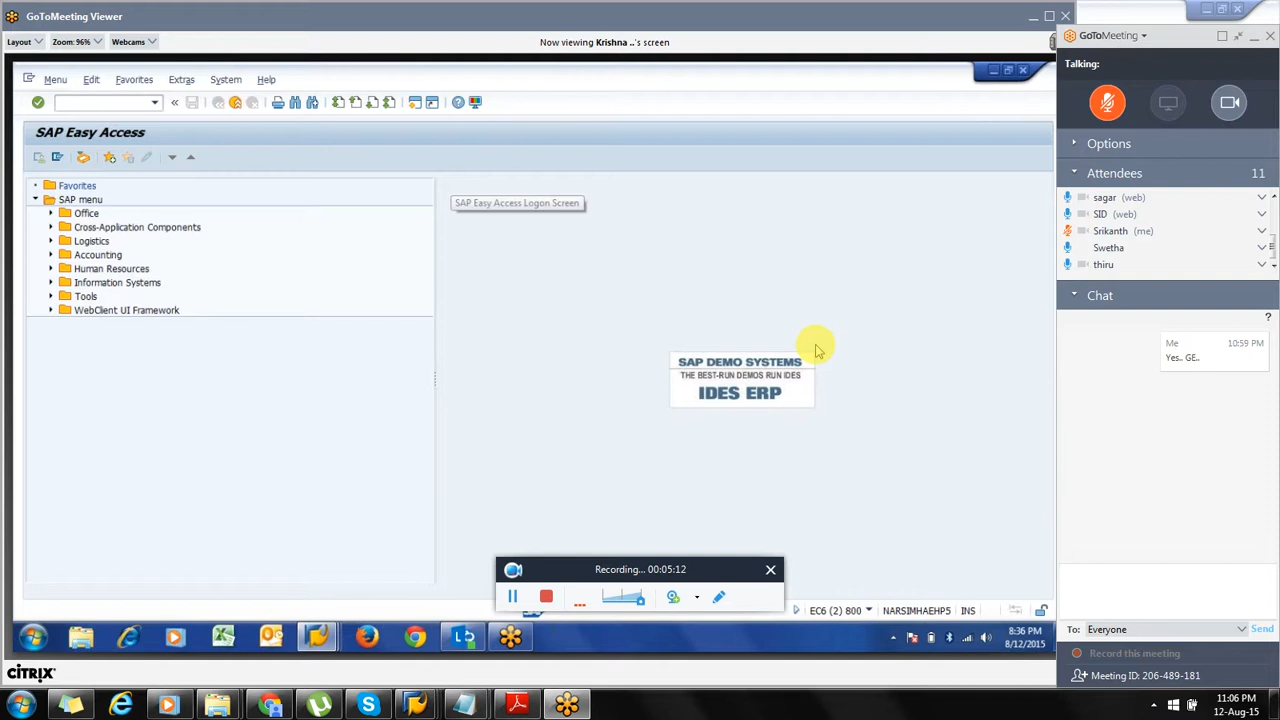 GoToMeeting Viewer
Layout Zoom: 96% Webcams
Now viewing Krishna ..'s screen
Menu Edit Favorites Extras System Help
SAP Easy Access
Favorites
SAP menu
Office
Cross-Application Components
Logistics
Accounting
Human Resources
Information Systems
Tools
WebClient UI Framework
SAP Easy Access Logon Screen
SAP DEMO SYSTEMS
THE BEST-RUN DEMOS RUN IDES
IDES ERP
Recording... 00:05:12
EC6 (2) 800 NARSIMHAEHP5 INS
8:36 PM
8/12/2015
CITRIX
GoToMeeting
Talking:
Options
Attendees 11
sagar (web)
SID (web)
Srikanth (me)
Swetha
thiru
Chat
?
Me 10:59 PM
Yes.. GE..
To: Everyone Send
Record this meeting
Meeting ID: 206-489-181
11:06 PM
12-Aug-15